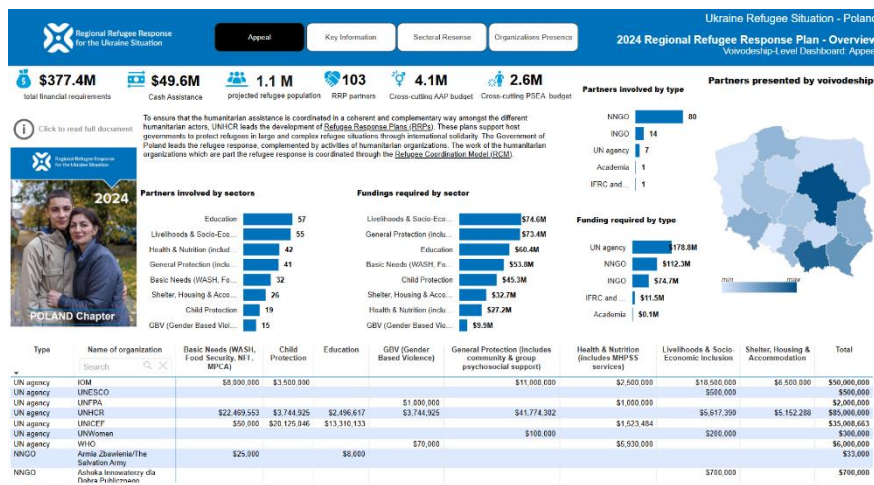 Regional Refugee Response
for the Ukraine Situation
Appeal
Key Information
Sectoral Resonse
Organizations Presence
Ukraine Refugee Situation - Poland
2024 Regional Refugee Response Plan - Overview
Voivodeship-Level Dashboard: Appeal
$377.4M
total financial requirements
$49.6M
Cash Assistance
1.1 M
projected refugee population
103
RRP partners
4.1M
Cross-cutting AAP budget
2.6M
Cross-cutting PSEA budget
Click to read full document
To ensure that the humanitarian assistance is coordinated in a coherent and complementary way amongst the different
humanitarian actors, UNHCR leads the development of Refugee Response Plans (RRPs). These plans support host
governments to protect refugees in large and complex refugee situations through international solidarity. The Government of
Poland leads the refugee response, complemented by activities of humanitarian organizations. The work of the humanitarian
organizations which are part the refugee response is coordinated through the Refugee Coordination Model (RCM).
Regional Refugee Response
for the Ukraine Situation
2024
POLAND Chapter
Partners involved by sectors
Education 57
Livelihoods & Socio-Eco... 55
Health & Nutrition (includ... 42
General Protection (inclu... 41
Basic Needs (WASH, Fo... 32
Shelter, Housing & Acco... 26
Child Protection 19
GBV (Gender Based Viol... 15
Fundings required by sector
Livelihoods & Socio-Eco... $74.6M
General Protection (inclu... $73.4M
Education $60.4M
Basic Needs (WASH, Fo... $53.8M
Child Protection $45.3M
Shelter, Housing & Acco... $32.7M
Health & Nutrition (inclu... $27.2M
GBV (Gender Based Vio... $9.9M
Partners involved by type
NNGO 80
INGO 14
UN agency 7
Academia 1
IFRC and... 1
Funding required by type
UN agency $178.8M
NNGO $112.3M
INGO $74.7M
IFRC and ... $11.5M
Academia $0.1M
Partners presented by voivodeship
min max
Type Name of organization Basic Needs (WASH, Food Security, NFI, MPCA) Child Protection Education GBV (Gender Based Violence) General Protection (includes community & group psychosocial support) Health & Nutrition (includes MHPSS services) Livelihoods & Socio-Economic Inclusion Shelter, Housing & Accommodation Total
Search
UN agency IOM $8,000,000 $3,500,000 $11,000,000 $2,500,000 $18,500,000 $6,500,000 $50,000,000
UN agency UNESCO $500,000 $500,000
UN agency UNFPA $1,000,000 $1,000,000 $2,000,000
UN agency UNHCR $22,469,553 $3,744,925 $2,496,617 $3,744,925 $41,774,302 $5,617,390 $5,152,288 $85,000,000
UN agency UNICEF $50,000 $20,125,046 $13,310,133 $1,523,484 $35,008,663
UN agency UNWomen $100,000 $200,000 $300,000
UN agency WHO $70,000 $5,930,000 $6,000,000
NNGO Armia Zbawienia/The Salvation Army $25,000 $8,000 $33,000
NNGO Ashoka Innowatorzy dla Dobra Publicznego $700,000 $700,000